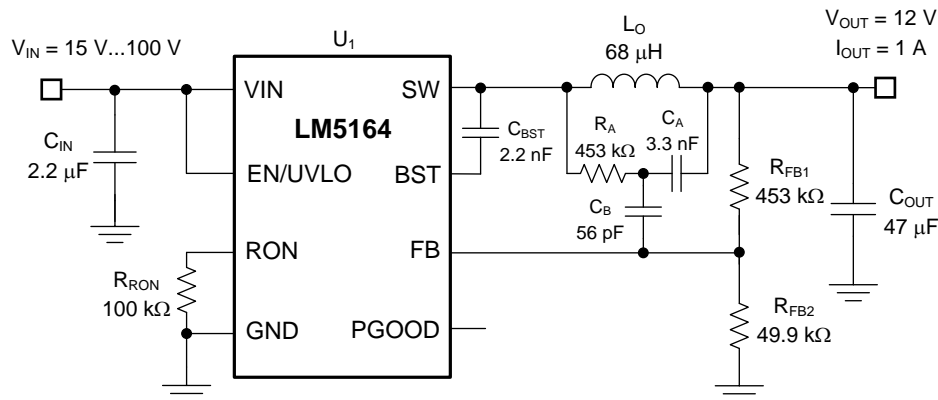 V_IN = 15 V...100 V
U_1
L_O
68 μH
V_OUT = 12 V
I_OUT = 1 A
VIN
SW
LM5164
C_IN
2.2 μF
EN/UVLO
BST
C_BST
2.2 nF
R_A
453 kΩ
C_A
3.3 nF
C_B
56 pF
R_FB1
453 kΩ
C_OUT
47 μF
RON
FB
R_RON
100 kΩ
GND
PGOOD
R_FB2
49.9 kΩ